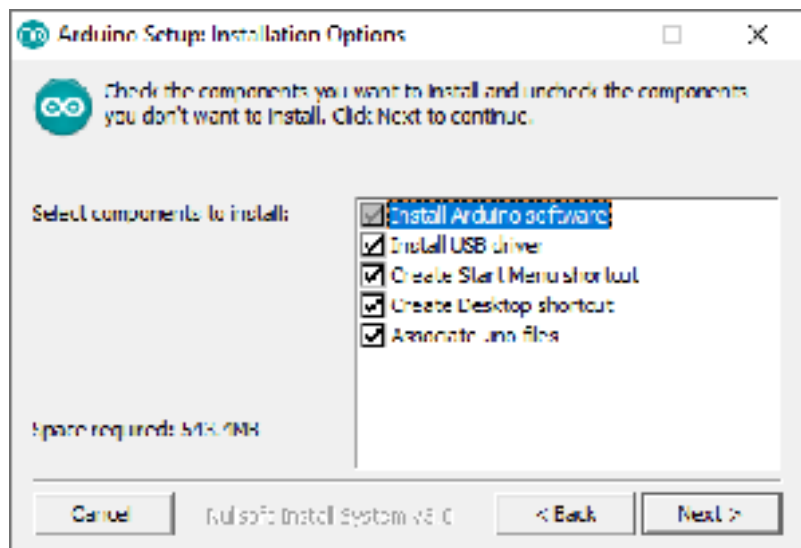 Arduino Setup: Installation Options
Check the components you want to install and uncheck the components
you don't want to install. Click Next to continue.
Select components to install:
Install Arduino software
Install USB driver
Create Start Menu shortcut
Create Desktop shortcut
Associate .ino files
Space required:
Cancel
Nullsoft Install System v3.0
< Back
Next >